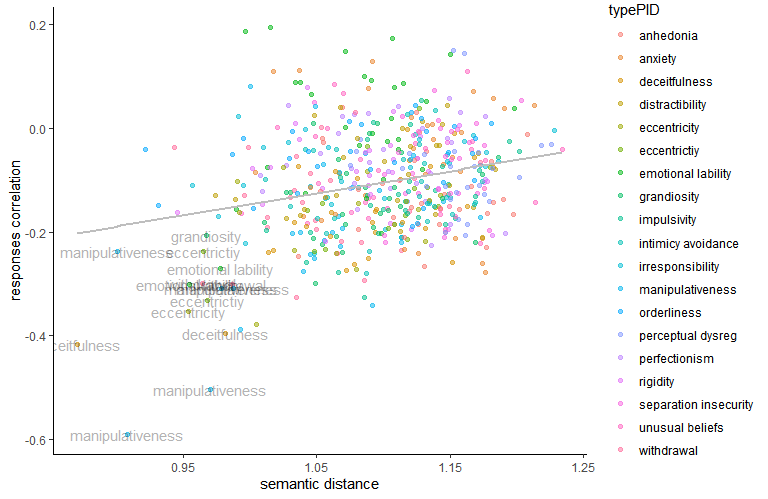 typePID
anhedonia
anxiety
deceitfulness
distractibility
eccentricity
eccentrictiy
emotional lability
grandiosity
impulsivity
intimicy avoidance
irresponsibility
manipulativeness
orderliness
perceptual dysreg
perfectionism
rigidity
separation insecurity
unusual beliefs
withdrawal
responses correlation
0.2
0.0
-0.2
-0.4
-0.6
grandiosity
manipulativeness
eccentrictiy
emotional lability
eccentrictiy
eccentricity
deceitfulness
ceitfulness
manipulativeness
manipulativeness
0.95
1.05
1.15
1.25
semantic distance